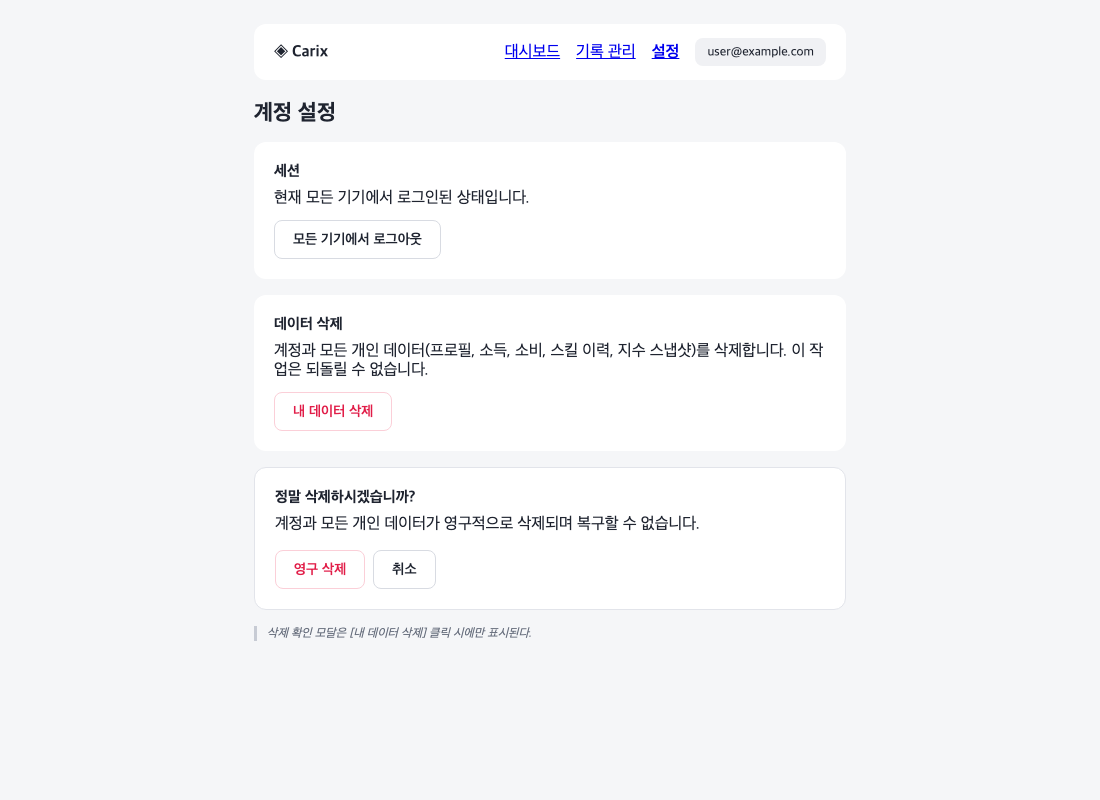 ◈ Carix
대시보드 기록 관리 설정 user@example.com
계정 설정
세션
현재 모든 기기에서 로그인된 상태입니다.
모든 기기에서 로그아웃
데이터 삭제
계정과 모든 개인 데이터(프로필, 소득, 소비, 스킬 이력, 지수 스냅샷)를 삭제합니다. 이 작
업은 되돌릴 수 없습니다.
내 데이터 삭제
정말 삭제하시겠습니까?
계정과 모든 개인 데이터가 영구적으로 삭제되며 복구할 수 없습니다.
영구 삭제 취소
삭제 확인 모달은 [내 데이터 삭제] 클릭 시에만 표시된다.